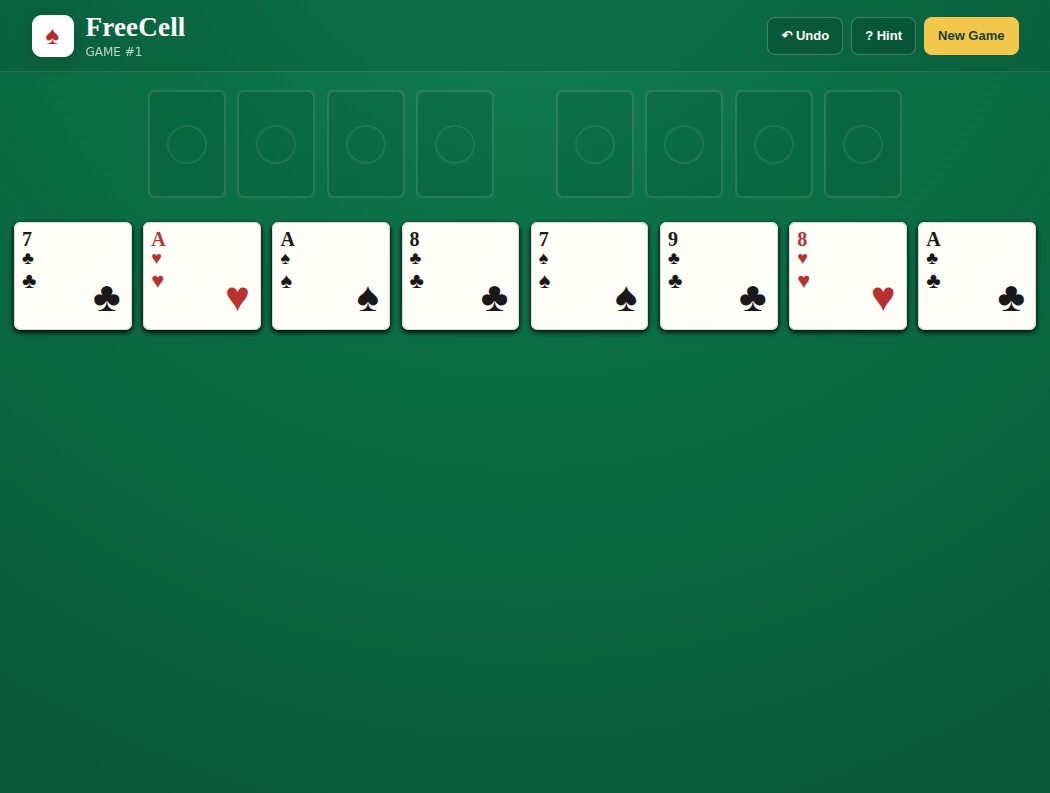 FreeCell
GAME #1
↶ Undo
? Hint
New Game
7 A A 8 7 9 8 A
♣ ♥ ♠ ♣ ♠ ♣ ♥ ♣
♣ ♥ ♠ ♣ ♠ ♣ ♥ ♣